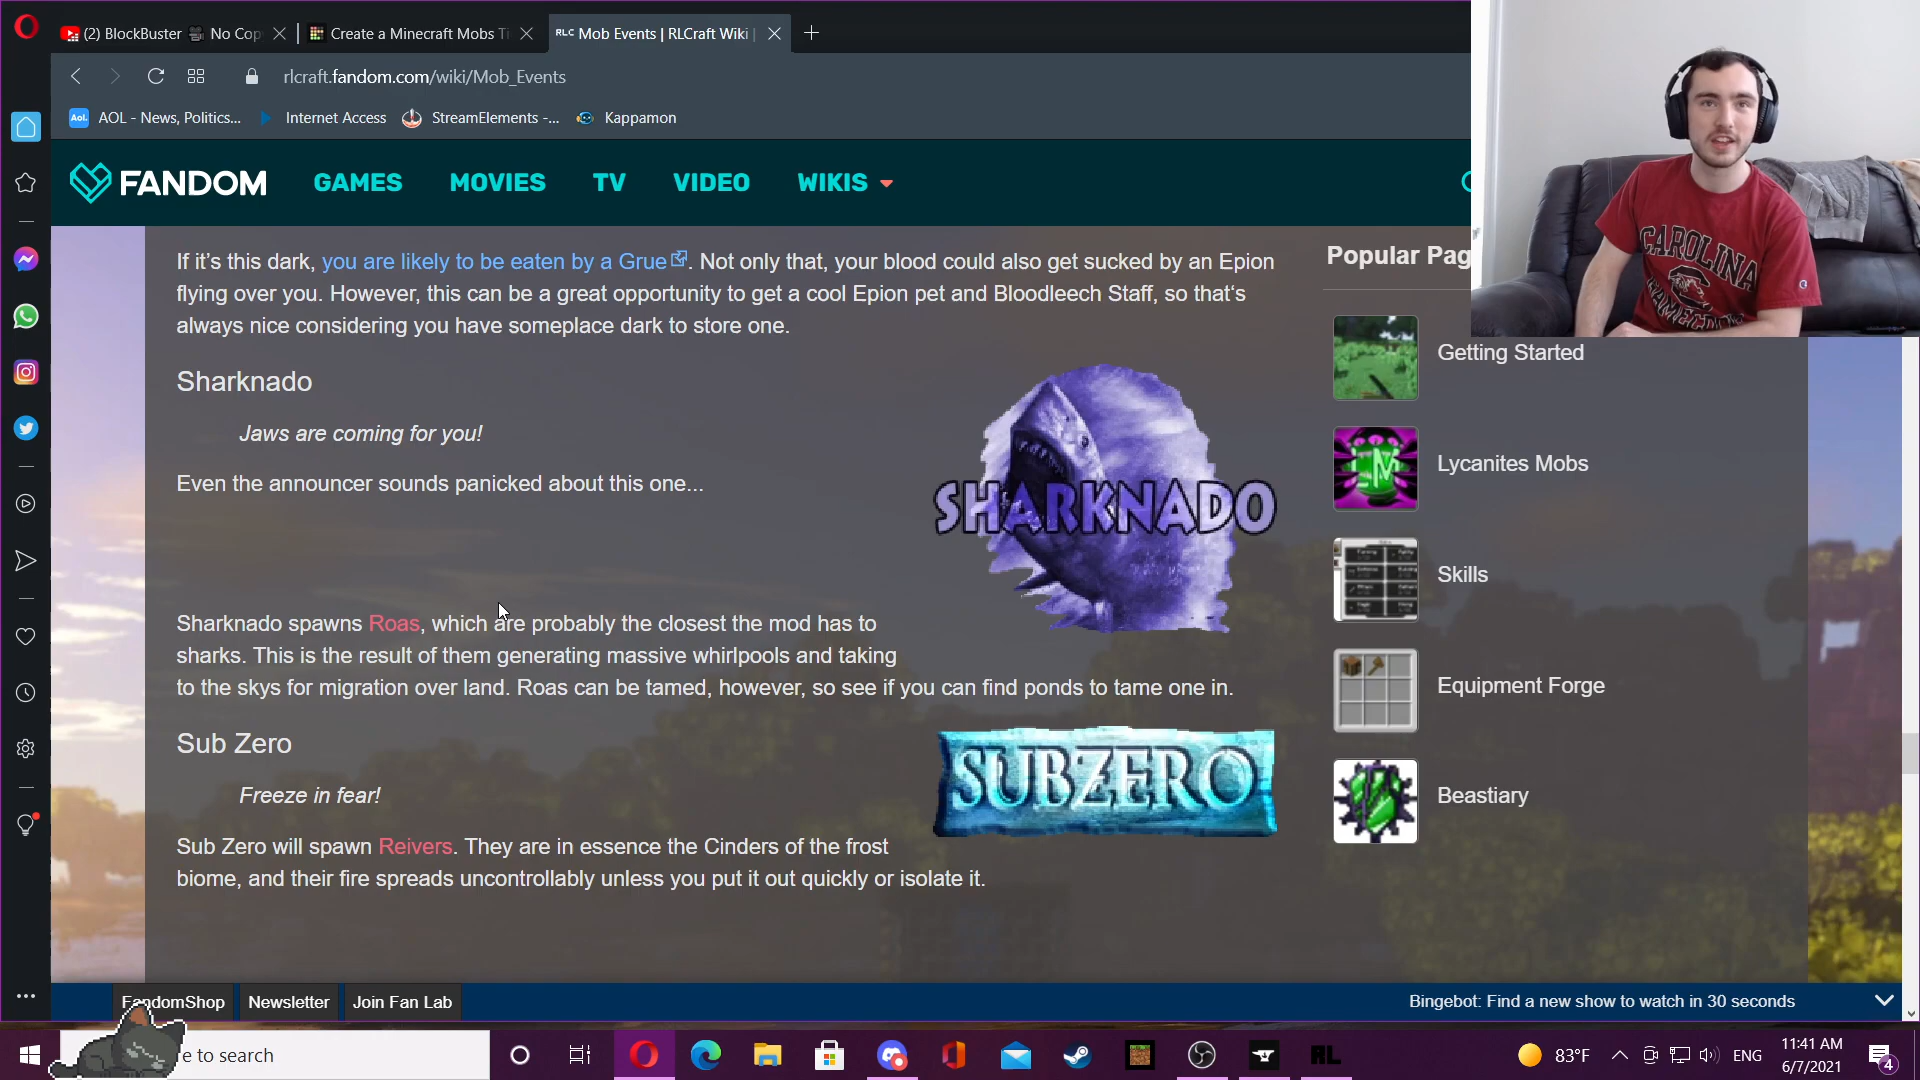 (2) BlockBuster 🎥 No Cop
Create a Minecraft Mobs Ti
RLC Mob Events | RLCraft Wiki |
rlcraft.fandom.com/wiki/Mob_Events
Aol. AOL - News, Politics...
Internet Access
StreamElements -...
Kappamon
FANDOM
GAMES
MOVIES
TV
VIDEO
WIKIS
If it's this dark, you are likely to be eaten by a Grue. Not only that, your blood could also get sucked by an Epion
flying over you. However, this can be a great opportunity to get a cool Epion pet and Bloodleech Staff, so that's
always nice considering you have someplace dark to store one.
Sharknado
Jaws are coming for you!
Even the announcer sounds panicked about this one...
SHARKNADO
Sharknado spawns Roas, which are probably the closest the mod has to
sharks. This is the result of them generating massive whirlpools and taking
to the skys for migration over land. Roas can be tamed, however, so see if you can find ponds to tame one in.
Sub Zero
Freeze in fear!
SUBZERO
Sub Zero will spawn Reivers. They are in essence the Cinders of the frost
biome, and their fire spreads uncontrollably unless you put it out quickly or isolate it.
Popular Pag
Getting Started
Lycanites Mobs
Skills
Equipment Forge
Beastiary
CAROLINA
FandomShop
Newsletter
Join Fan Lab
Bingebot: Find a new show to watch in 30 seconds
e to search
RL
83°F
ENG
11:41 AM
6/7/2021
4